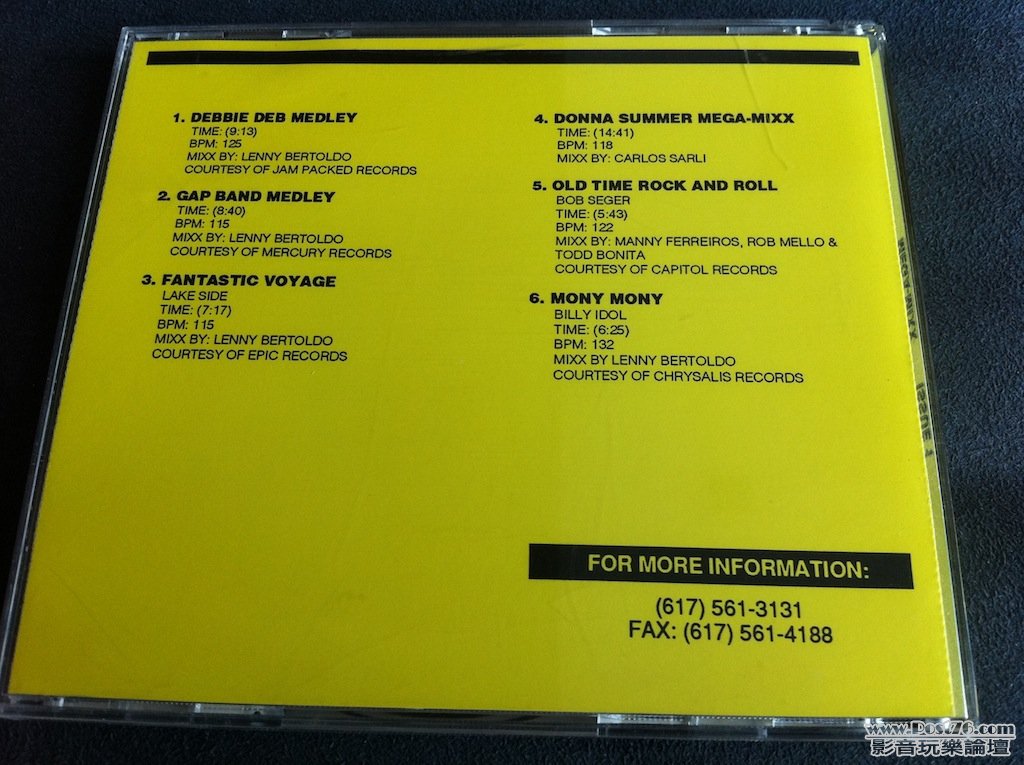 1. DEBBIE DEB MEDLEY
TIME: (9:13)
BPM: 125
MIXX BY: LENNY BERTOLDO
COURTESY OF JAM PACKED RECORDS
2. GAP BAND MEDLEY
TIME: (8:40)
BPM: 115
MIXX BY: LENNY BERTOLDO
COURTESY OF MERCURY RECORDS
3. FANTASTIC VOYAGE
LAKE SIDE
TIME: (7:17)
BPM: 115
MIXX BY: LENNY BERTOLDO
COURTESY OF EPIC RECORDS
4. DONNA SUMMER MEGA-MIXX
TIME: (14:41)
BPM: 118
MIXX BY: CARLOS SARLI
5. OLD TIME ROCK AND ROLL
BOB SEGER
TIME: (5:43)
BPM: 122
MIXX BY: MANNY FERREIROS, ROB MELLO &
TODD BONITA
COURTESY OF CAPITOL RECORDS
6. MONY MONY
BILLY IDOL
TIME: (6:25)
BPM: 132
MIXX BY LENNY BERTOLDO
COURTESY OF CHRYSALIS RECORDS
FOR MORE INFORMATION:
(617) 561-3131
FAX: (617) 561-4188
ISSUE 1
www.Post76.com
影音玩樂論壇